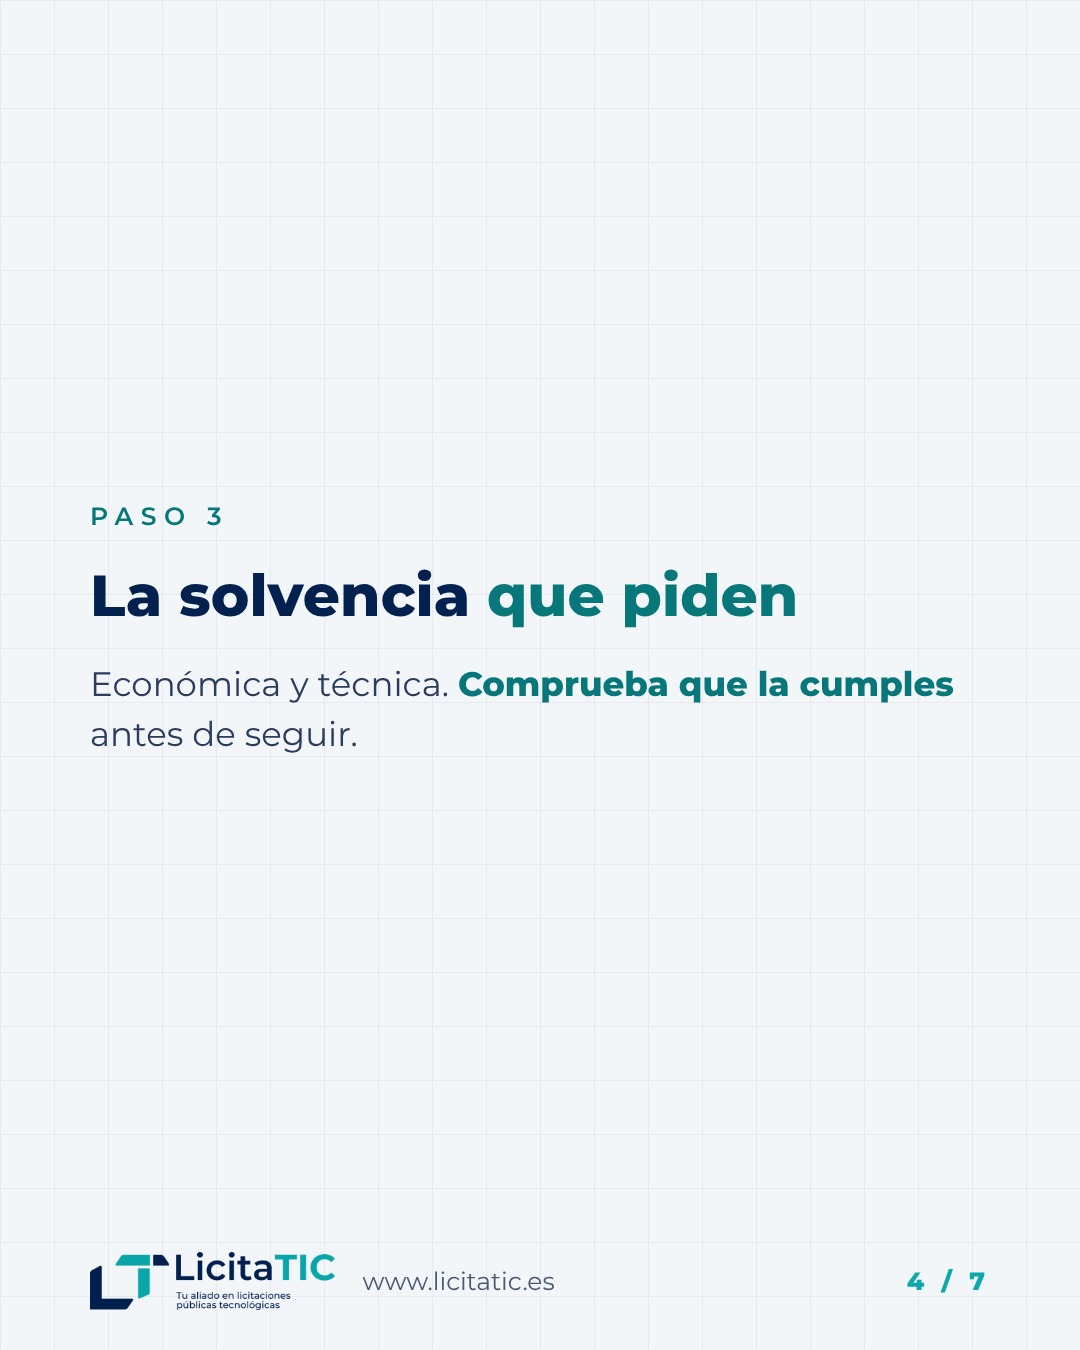 PASO 3
La solvencia que piden
Económica y técnica. Comprueba que la cumples
antes de seguir.
LicitaTIC
Tu aliado en licitaciones
públicas tecnológicas
www.licitatic.es
4 / 7